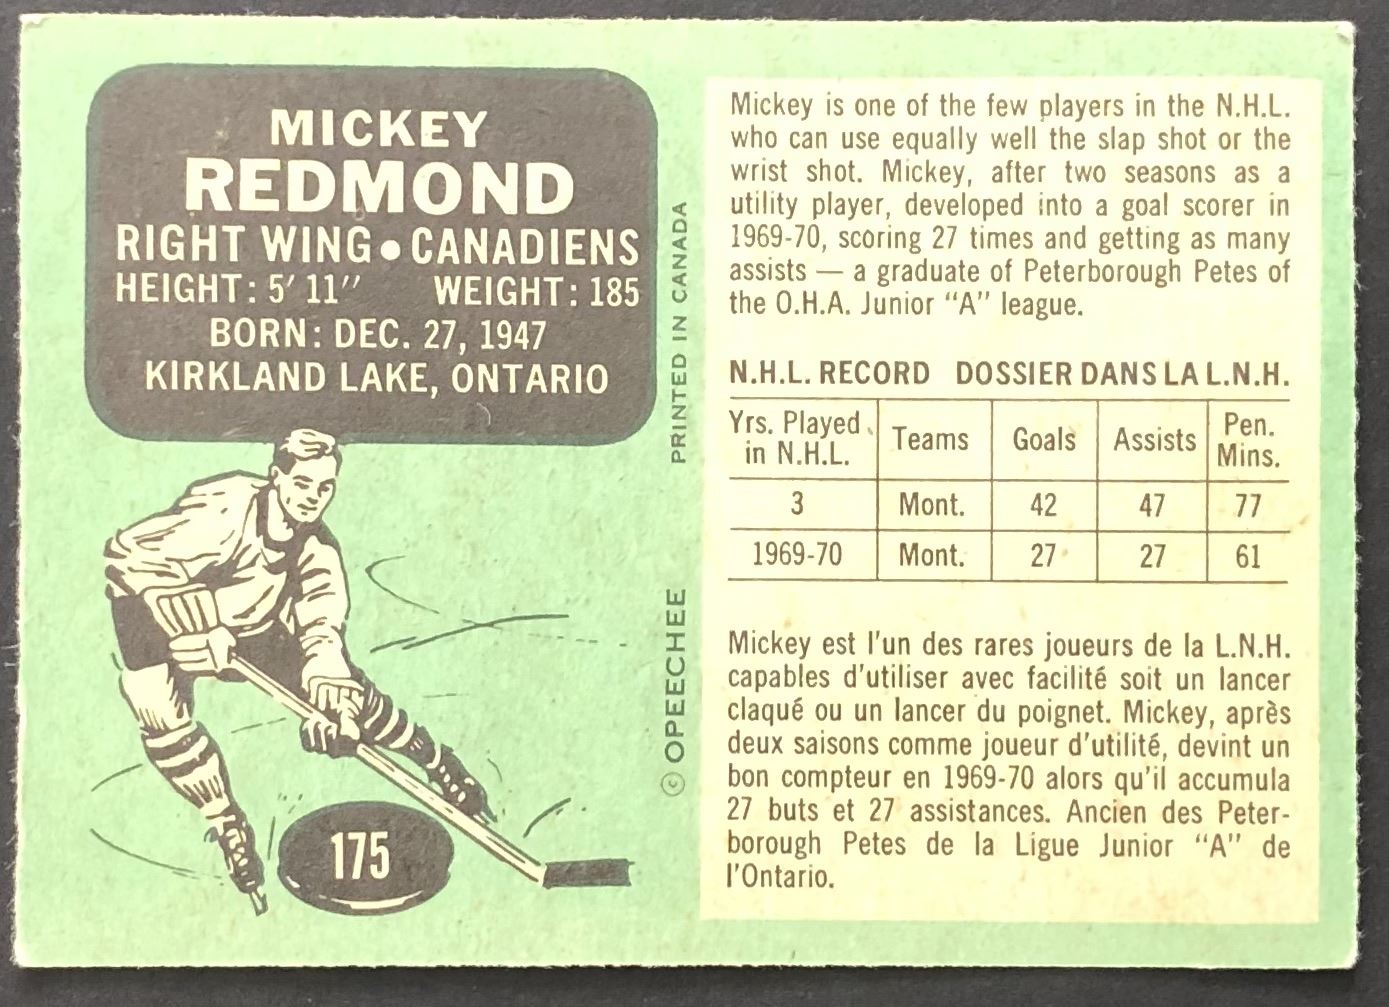 MICKEY
REDMOND
RIGHT WING • CANADIENS
HEIGHT: 5' 11" WEIGHT: 185
BORN: DEC. 27, 1947
KIRKLAND LAKE, ONTARIO
175
© OPEECHEE PRINTED IN CANADA
Mickey is one of the few players in the N.H.L.
who can use equally well the slap shot or the
wrist shot. Mickey, after two seasons as a
utility player, developed into a goal scorer in
1969-70, scoring 27 times and getting as many
assists — a graduate of Peterborough Petes of
the O.H.A. Junior "A" league.
N.H.L. RECORD DOSSIER DANS LA L.N.H.
Yrs. Played in N.H.L. Teams Goals Assists Pen. Mins.
3 Mont. 42 47 77
1969-70 Mont. 27 27 61
Mickey est l'un des rares joueurs de la L.N.H.
capables d'utiliser avec facilité soit un lancer
claqué ou un lancer du poignet. Mickey, après
deux saisons comme joueur d'utilité, devint un
bon compteur en 1969-70 alors qu'il accumula
27 buts et 27 assistances. Ancien des Peter-
borough Petes de la Ligue Junior "A" de
l'Ontario.